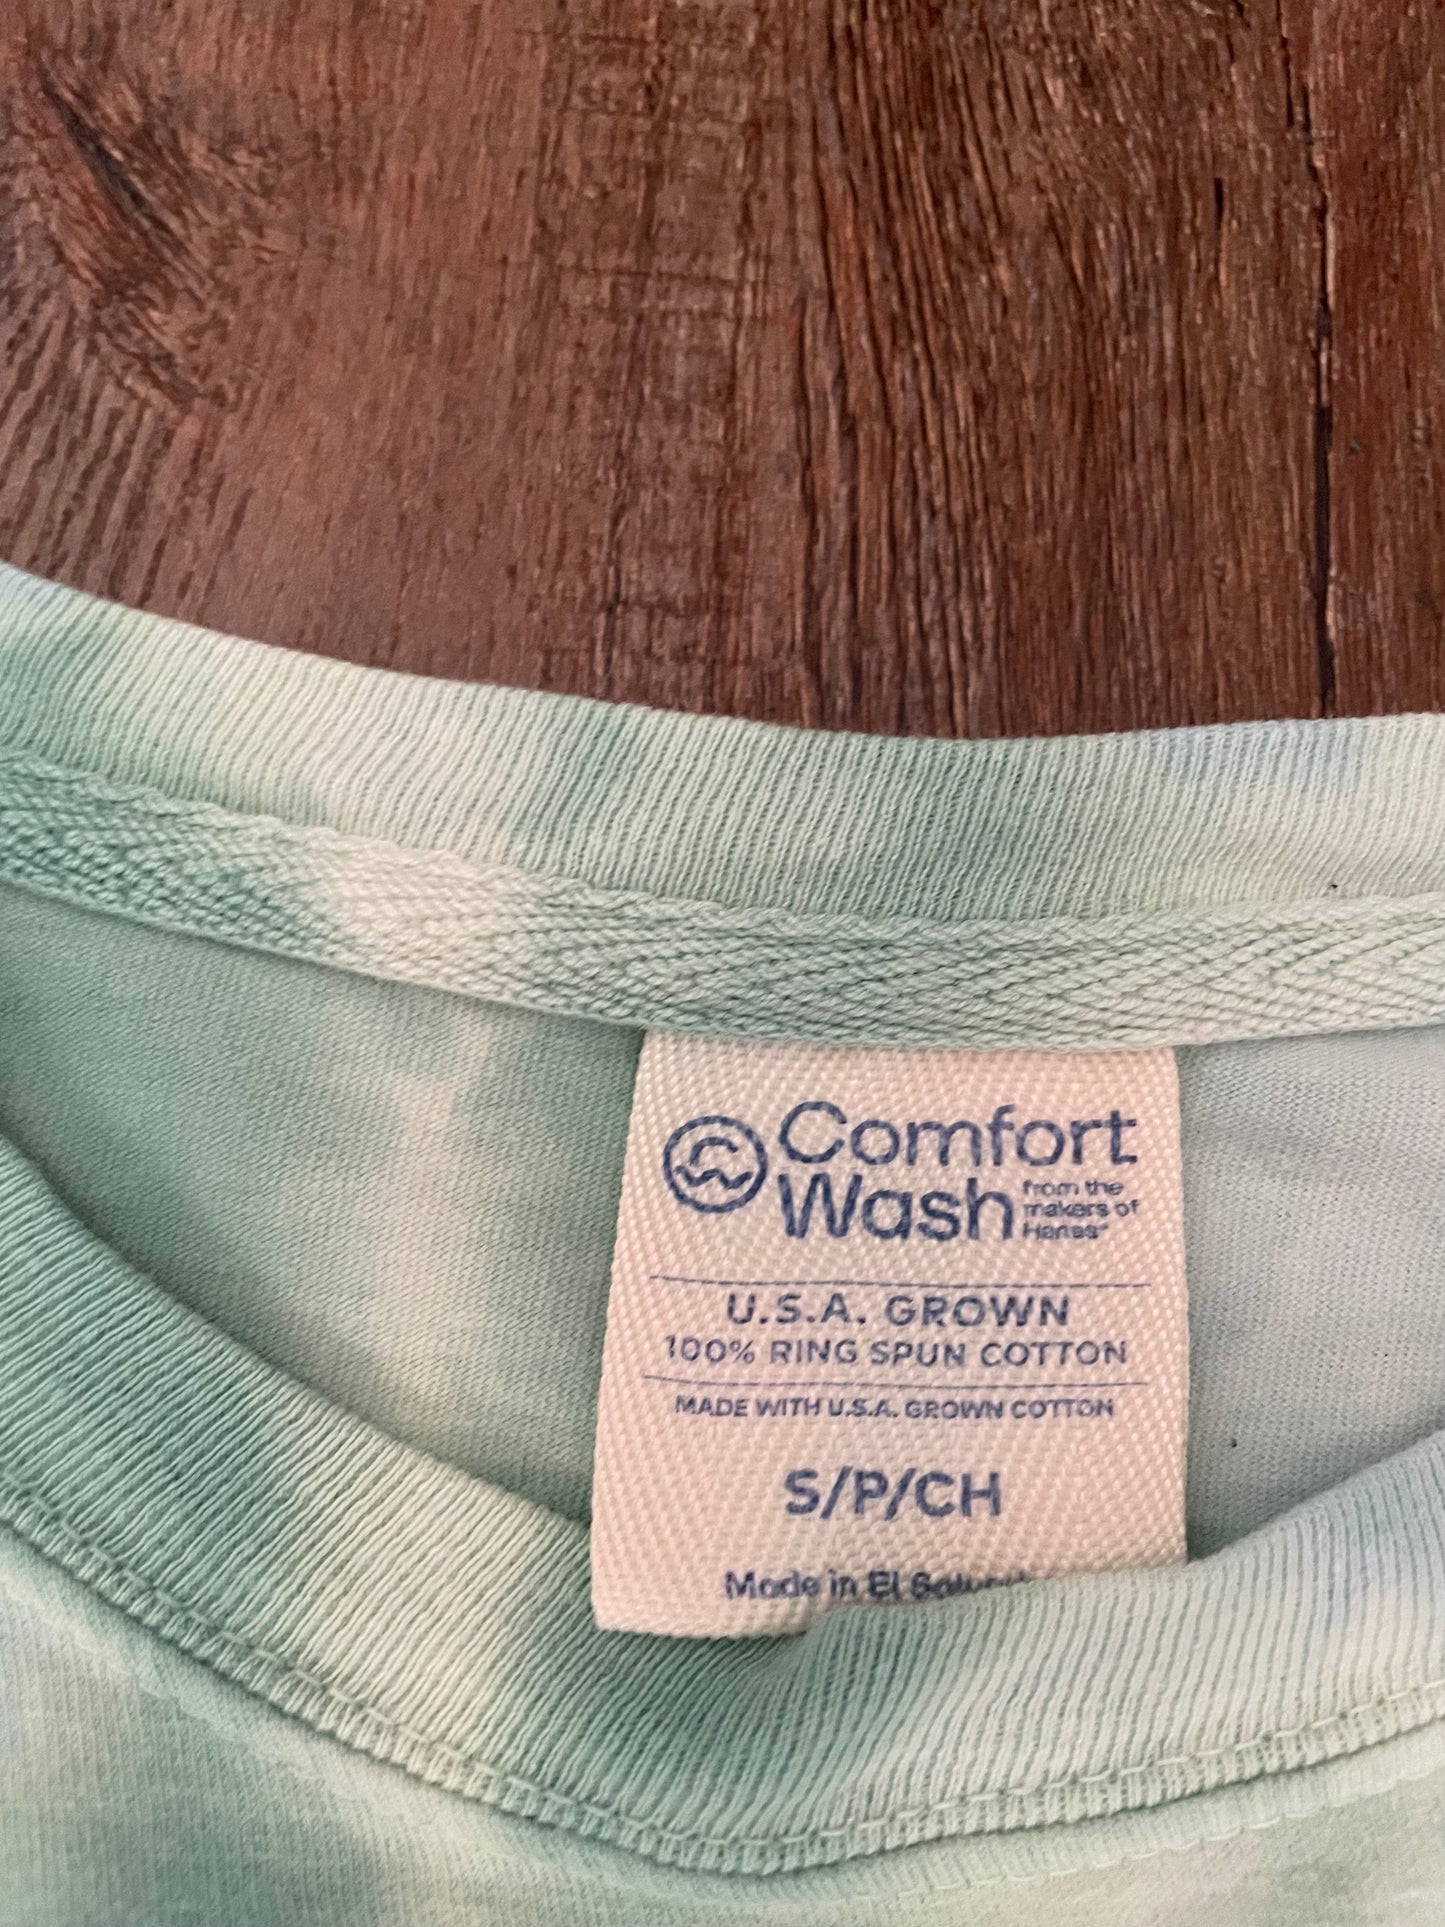 Comfort
Wash
from the
makers of
Hanes®
U.S.A. GROWN
100% RING SPUN COTTON
MADE WITH U.S.A. GROWN COTTON
S/P/CH
Made in El